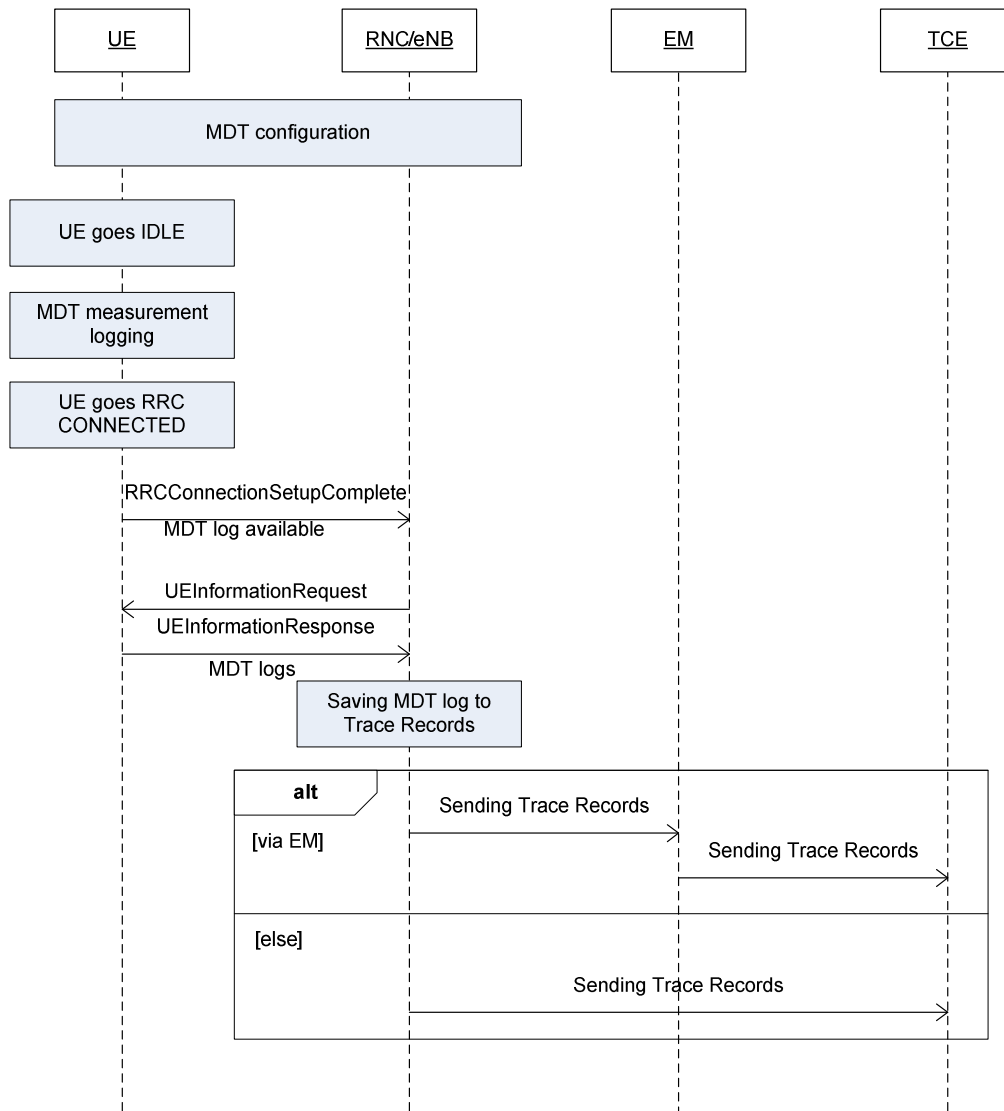 UE
RNC/eNB
EM
TCE
MDT configuration
UE goes IDLE
MDT measurement
logging
UE goes RRC
CONNECTED
RRCConnectionSetupComplete
MDT log available
UEInformationRequest
UEInformationResponse
MDT logs
Saving MDT log to
Trace Records
alt
Sending Trace Records
[via EM]
Sending Trace Records
[else]
Sending Trace Records